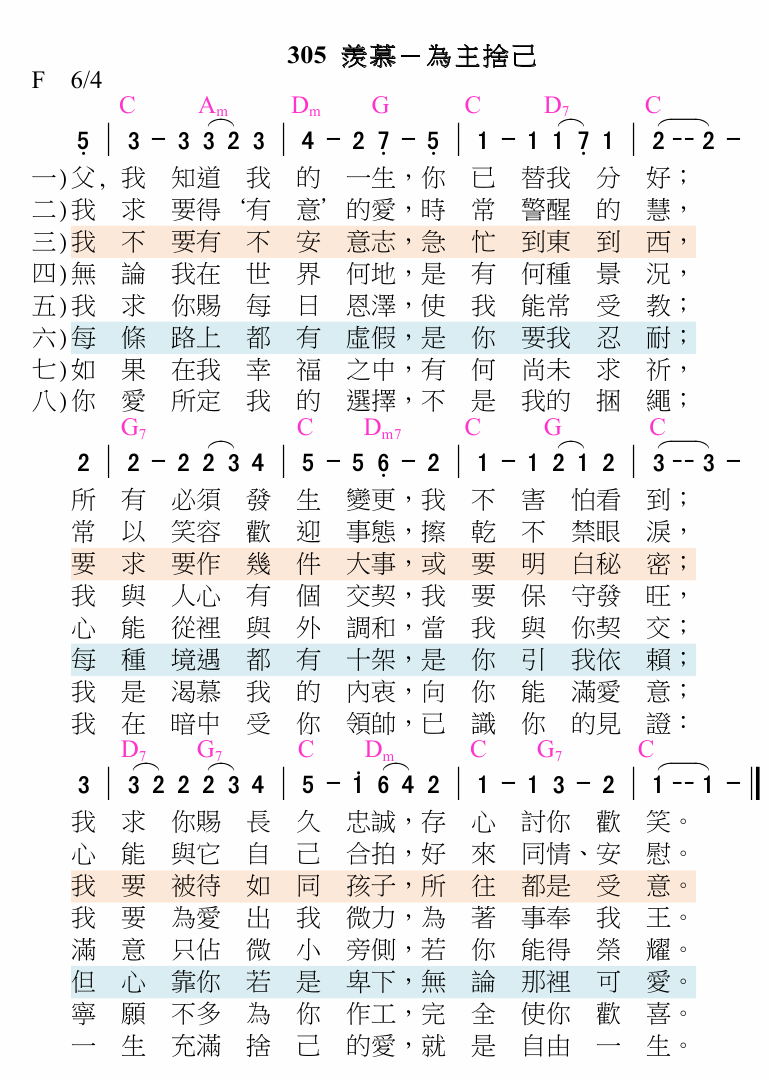 305 羨慕－為主捨己
F 6/4
C Am Dm G C D7 C
5 | 3 - 3 3 2 3 | 4 - 2 7 - 5 | 1 - 1 1 7 1 | 2 -- 2 -
一)父, 我 知道 我 的 一生，你 已 替我 分 好；
二)我 求 要得‘有 意’的愛，時 常 警醒 的 慧，
三)我 不 要有 不 安 意志，急 忙 到東 到 西，
四)無 論 我在 世 界 何地，是 有 何種 景 況，
五)我 求 你賜 每 日 恩澤，使 我 能常 受 教；
六)每 條 路上 都 有 虛假，是 你 要我 忍 耐；
七)如 果 在我 幸 福 之中，有 何 尚未 求 祈，
八)你 愛 所定 我 的 選擇，不 是 我的 捆 繩；
G7 C Dm7 C G C
2 | 2 - 2 2 3 4 | 5 - 5 6 - 2 | 1 - 1 2 1 2 | 3 -- 3 -
所 有 必須 發 生 變更，我 不 害 怕看 到；
常 以 笑容 歡 迎 事態，擦 乾 不 禁眼 淚，
要 求 要作 幾 件 大事，或 要 明 白秘 密；
我 與 人心 有 個 交契，我 要 保 守發 旺，
心 能 從裡 與 外 調和，當 我 與 你契 交；
每 種 境遇 都 有 十架，是 你 引 我依 賴；
我 是 渴慕 我 的 內衷，向 你 能 滿愛 意；
我 在 暗中 受 你 領帥，已 識 你 的見 證：
D7 G7 C Dm C G7 C
3 | 3 2 2 2 3 4 | 5 - 1 6 4 2 | 1 - 1 3 - 2 | 1 -- 1 -
我 求 你賜 長 久 忠誠，存 心 討你 歡 笑。
心 能 與它 自 己 合拍，好 來 同情、安 慰。
我 要 被待 如 同 孩子，所 往 都是 受 意。
我 要 為愛 出 我 微力，為 著 事奉 我 王。
滿 意 只佔 微 小 旁側，若 你 能得 榮 耀。
但 心 靠你 若 是 卑下，無 論 那裡 可 愛。
寧 願 不多 為 你 作工，完 全 使你 歡 喜。
一 生 充滿 捨 己 的愛，就 是 自由 一 生。